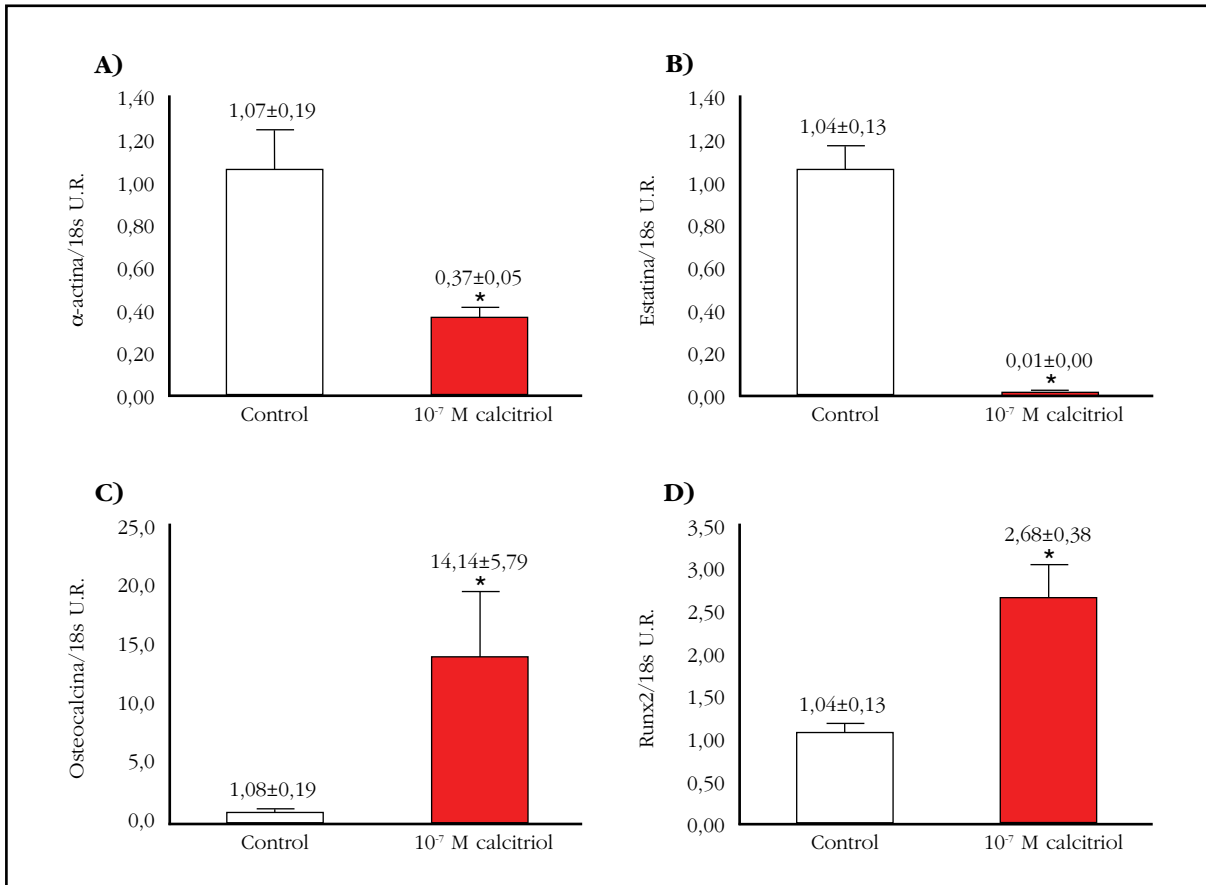 A)
α-actina/18s U.R.
1,40
1,20
1,00
0,80
0,60
0,40
0,20
0,00
1,07±0,19
0,37±0,05
*
Control
10⁻⁷ M calcitriol
B)
Estatina/18s U.R.
1,40
1,20
1,00
0,80
0,60
0,40
0,20
0,00
1,04±0,13
0,01±0,00
*
Control
10⁻⁷ M calcitriol
C)
Osteocalcina/18s U.R.
25,0
20,0
15,0
10,0
5,0
0,0
1,08±0,19
14,14±5,79
*
Control
10⁻⁷ M calcitriol
D)
Runx2/18s U.R.
3,50
3,00
2,50
2,00
1,50
1,00
0,50
0,00
1,04±0,13
2,68±0,38
*
Control
10⁻⁷ M calcitriol